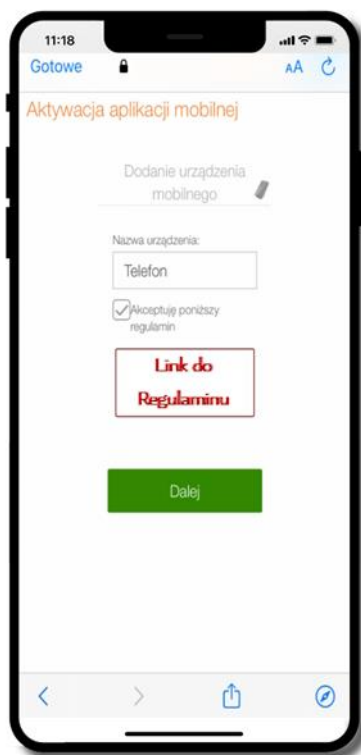 11:18
Gotowe
AA
Aktywacja aplikacji mobilnej
Dodanie urządzenia
mobilnego
Nazwa urządzenia:
Telefon
Akceptuję poniższy
regulamin
Link do
Regulaminu
Dalej